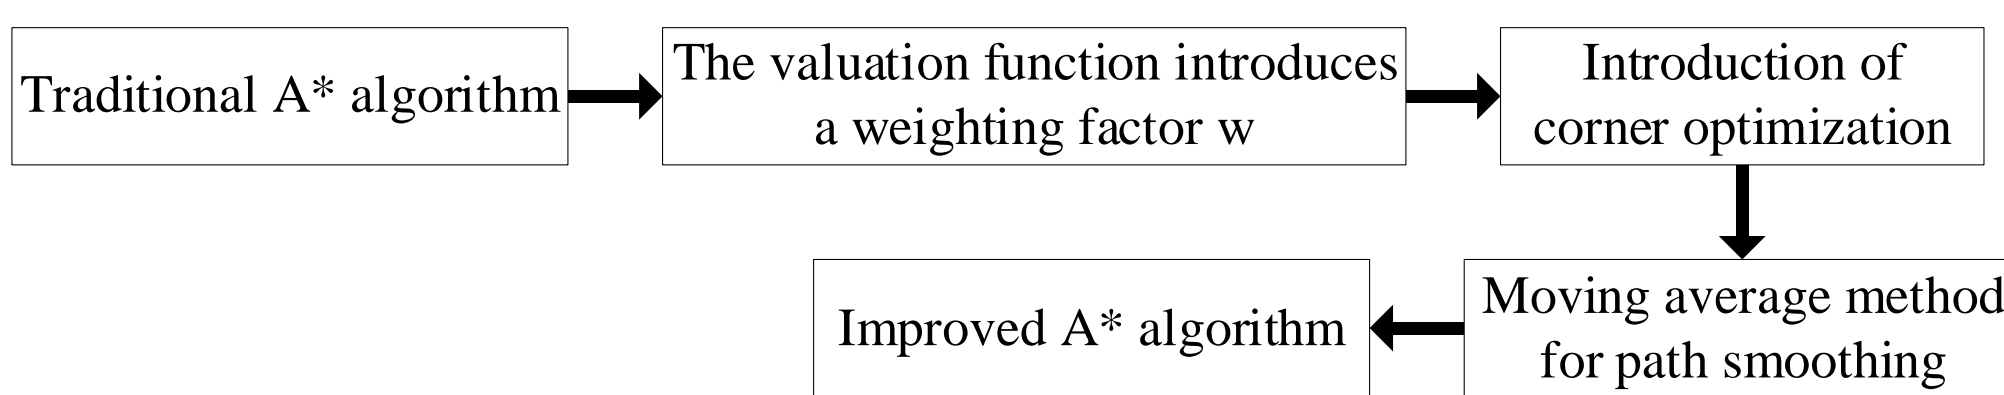 Traditional A* algorithm
The valuation function introduces
a weighting factor w
Introduction of
corner optimization
Moving average method
for path smoothing
Improved A* algorithm